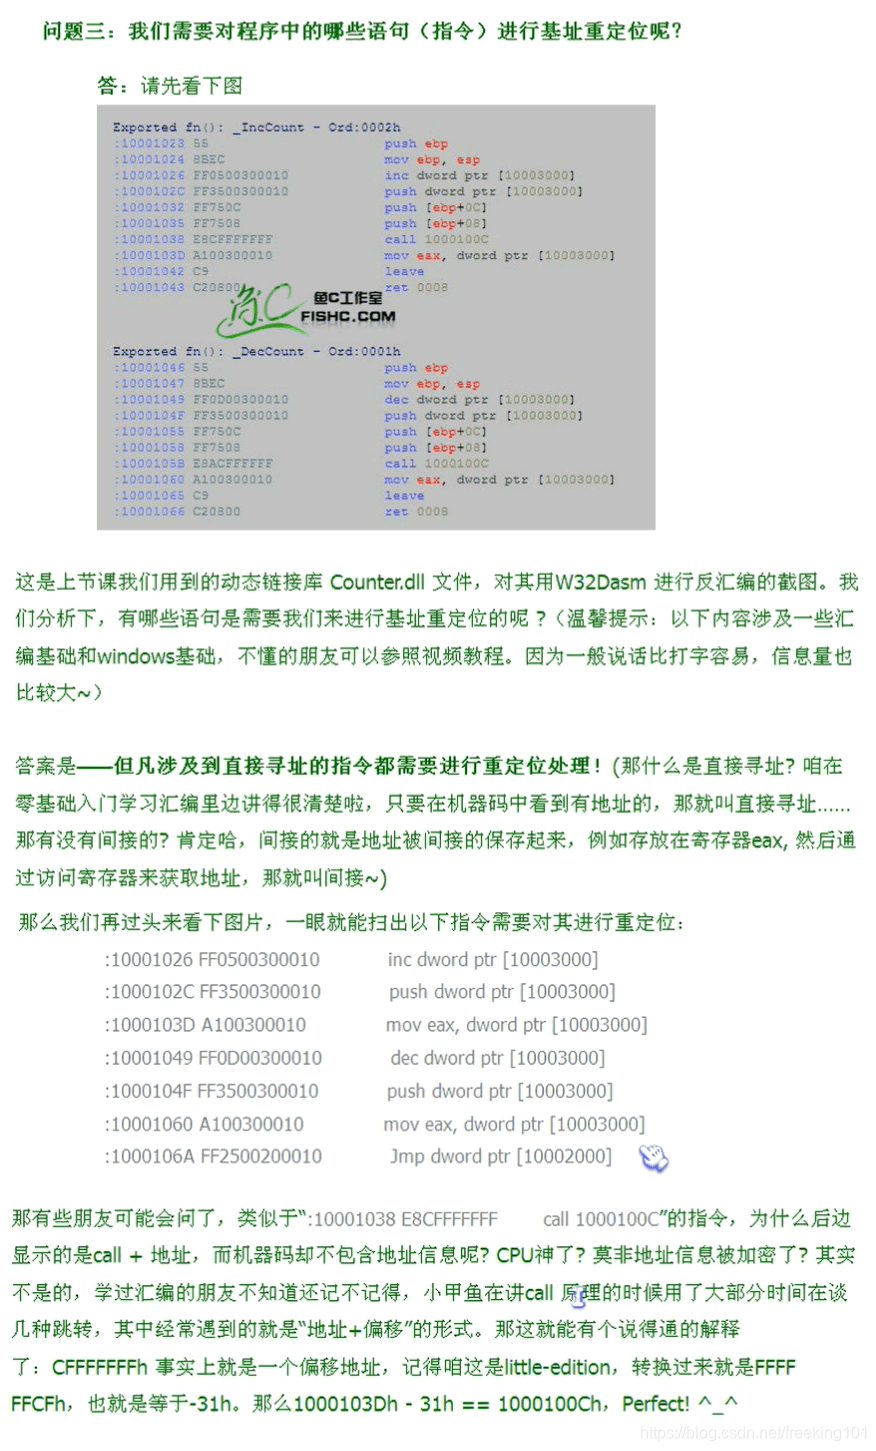 问题三：我们需要对程序中的哪些语句（指令）进行基址重定位呢？
答：请先看下图
Exported fn(): _IncCount - Ord:0002h
:10001023 55 push ebp
:10001024 8BEC mov ebp, esp
:10001026 FF0500300010 inc dword ptr [10003000]
:1000102C FF3500300010 push dword ptr [10003000]
:10001032 FF750C push [ebp+0C]
:10001035 FF7508 push [ebp+08]
:10001038 E8CFFFFFFF call 1000100C
:1000103D A100300010 mov eax, dword ptr [10003000]
:10001042 C9 leave
:10001043 C20800 ret 0008
鱼C
鱼C工作室
FISHC.COM
Exported fn(): _DecCount - Ord:0001h
:10001046 55 push ebp
:10001047 8BEC mov ebp, esp
:10001049 FF0D00300010 dec dword ptr [10003000]
:1000104F FF3500300010 push dword ptr [10003000]
:10001055 FF750C push [ebp+0C]
:10001058 FF7508 push [ebp+08]
:1000105B E8ACFFFFFF call 1000100C
:10001060 A100300010 mov eax, dword ptr [10003000]
:10001065 C9 leave
:10001066 C20800 ret 0008
这是上节课我们用到的动态链接库 Counter.dll 文件，对其用W32Dasm 进行反汇编的截图。我
们分析下，有哪些语句是需要我们来进行基址重定位的呢？（温馨提示：以下内容涉及一些汇
编基础和windows基础，不懂的朋友可以参照视频教程。因为一般说话比打字容易，信息量也
比较大~）
答案是——但凡涉及到直接寻址的指令都需要进行重定位处理！(那什么是直接寻址? 咱在
零基础入门学习汇编里边讲得很清楚啦，只要在机器码中看到有地址的，那就叫直接寻址……
那有没有间接的? 肯定哈，间接的就是地址被间接的保存起来，例如存放在寄存器eax, 然后通
过访问寄存器来获取地址，那就叫间接~)
那么我们再过头来看下图片，一眼就能扫出以下指令需要对其进行重定位：
:10001026 FF0500300010 inc dword ptr [10003000]
:1000102C FF3500300010 push dword ptr [10003000]
:1000103D A100300010 mov eax, dword ptr [10003000]
:10001049 FF0D00300010 dec dword ptr [10003000]
:1000104F FF3500300010 push dword ptr [10003000]
:10001060 A100300010 mov eax, dword ptr [10003000]
:1000106A FF2500200010 Jmp dword ptr [10002000]
那有些朋友可能会问了，类似于“:10001038 E8CFFFFFFF call 1000100C”的指令，为什么后边
显示的是call + 地址，而机器码却不包含地址信息呢? CPU神了? 莫非地址信息被加密了? 其实
不是的，学过汇编的朋友不知道还记不记得，小甲鱼在讲call 原理的时候用了大部分时间在谈
几种跳转，其中经常遇到的就是“地址+偏移”的形式。那这就能有个说得通的解释
了：CFFFFFFFh 事实上就是一个偏移地址，记得咱这是little-edition，转换过来就是FFFF
FFCFh，也就是等于-31h。那么1000103Dh - 31h == 1000100Ch，Perfect! ^_^
https://blog.csdn.net/freeking101